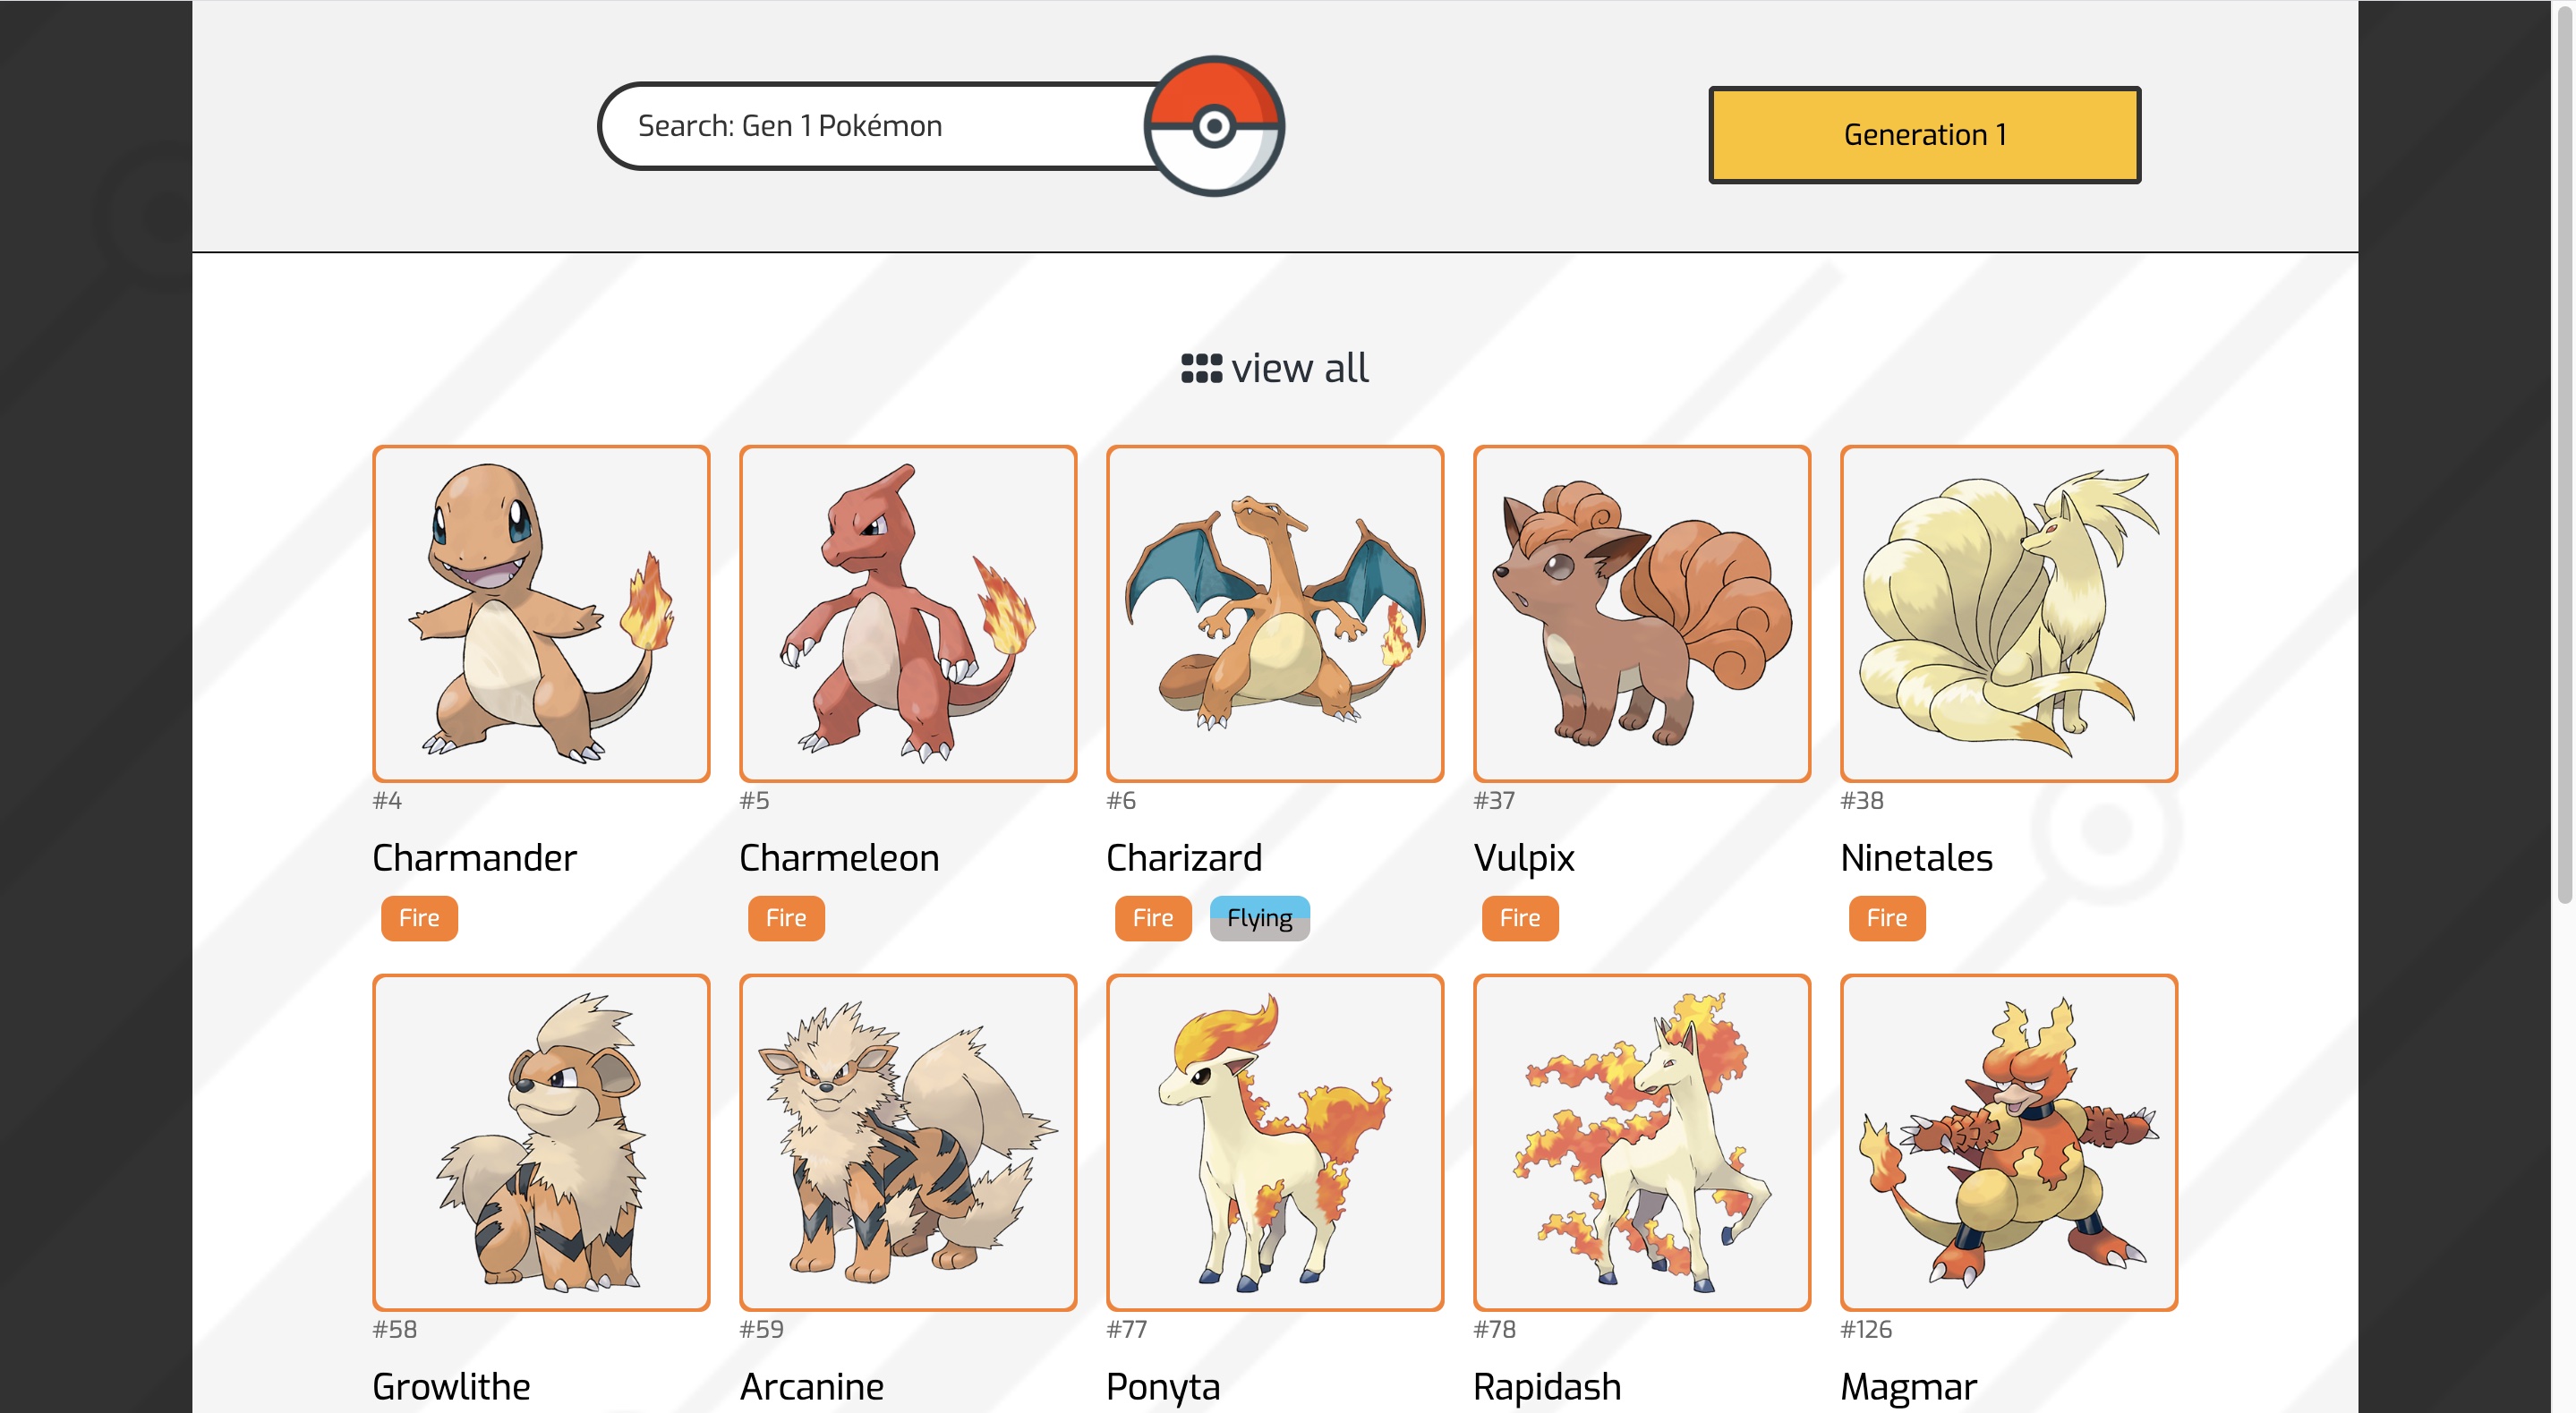 Search: Gen 1 Pokémon
Generation 1
view all
#4
#5
#6
#37
#38
Charmander
Charmeleon
Charizard
Vulpix
Ninetales
Fire
Fire
Fire
Flying
Fire
Fire
#58
#59
#77
#78
#126
Growlithe
Arcanine
Ponyta
Rapidash
Magmar